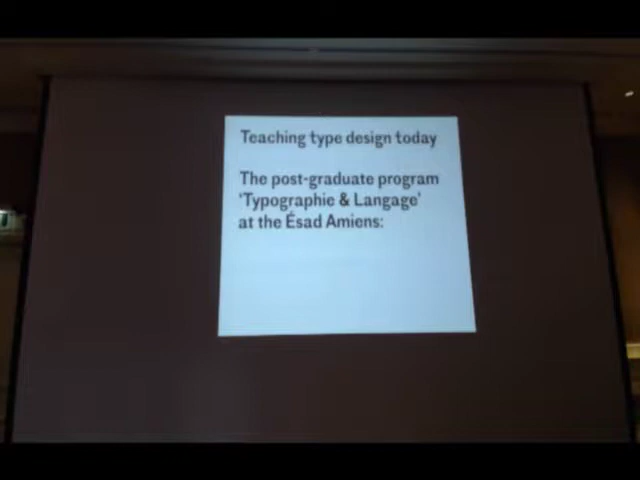 Teaching type design today
The post-graduate program
‘Typographie & Langage’
at the Ésad Amiens: